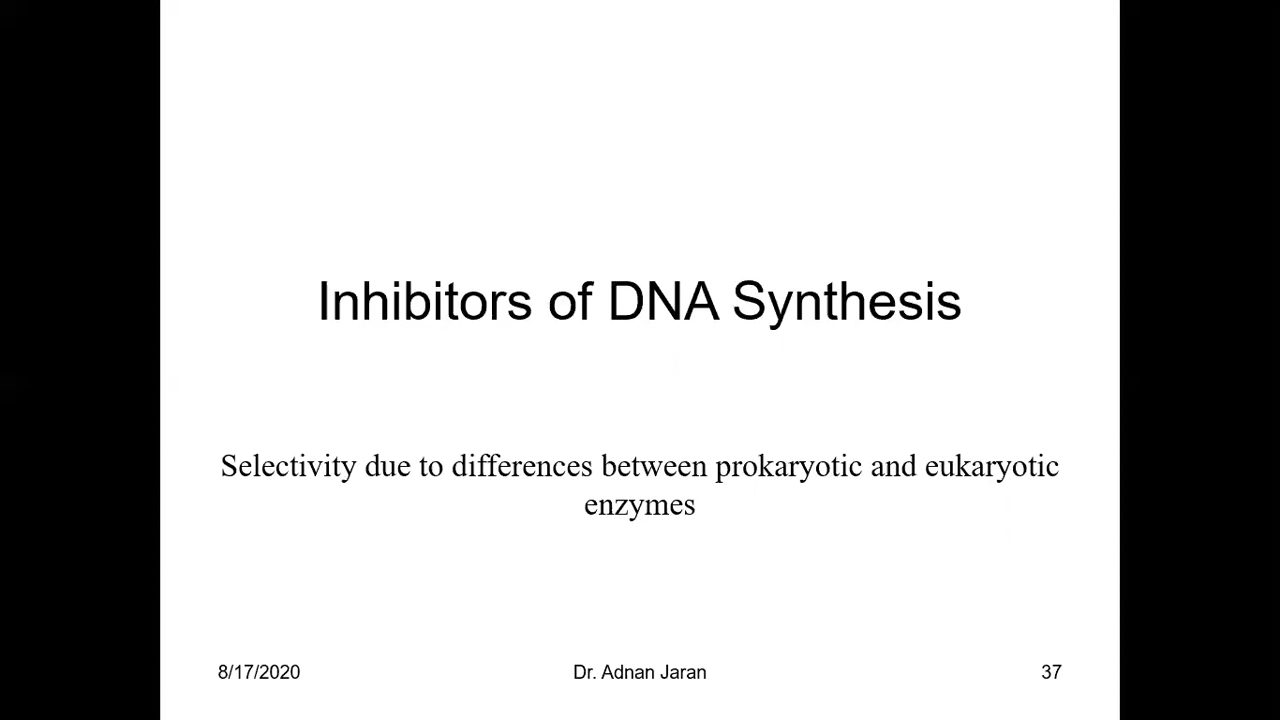 Inhibitors of DNA Synthesis
Selectivity due to differences between prokaryotic and eukaryotic
enzymes
8/17/2020
Dr. Adnan Jaran
37